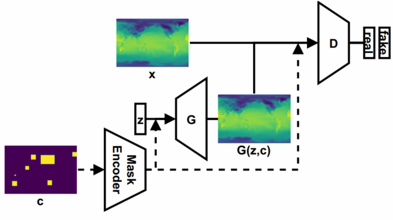 x
D
real
fake
z
G
G(z,c)
Mask
Encoder
c